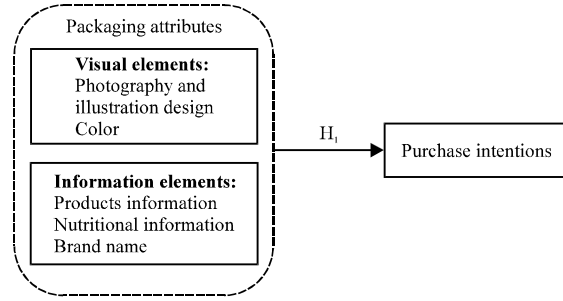 Packaging attributes
Visual elements:
Photography and
illustration design
Color
Information elements:
Products information
Nutritional information
Brand name
H₁
Purchase intentions